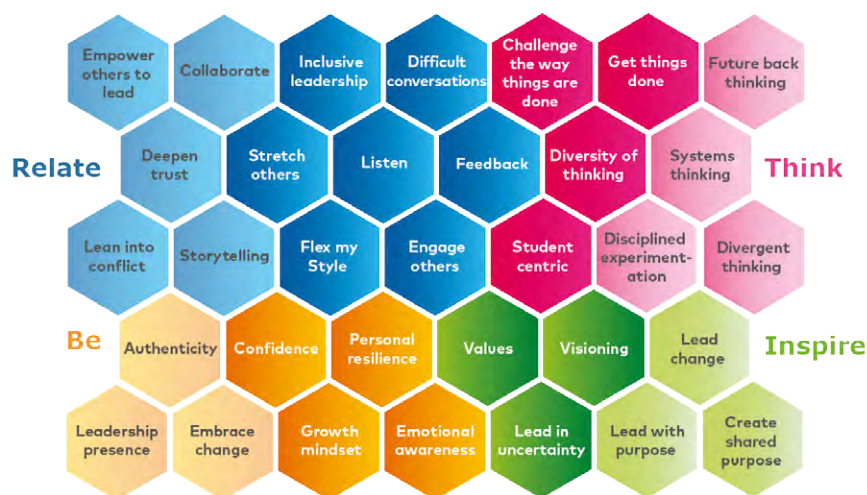 Empower
others to
lead
Collaborate
Inclusive
leadership
Difficult
conversations
Challenge
the way
things are
done
Get things
done
Future back
thinking
Relate
Deepen
trust
Stretch
others
Listen
Feedback
Diversity of
thinking
Systems
thinking
Think
Lean into
conflict
Storytelling
Flex my
Style
Engage
others
Student
centric
Disciplined
experiment-
ation
Divergent
thinking
Be
Authenticity
Confidence
Personal
resilience
Values
Visioning
Lead
change
Inspire
Leadership
presence
Embrace
change
Growth
mindset
Emotional
awareness
Lead in
uncertainty
Lead with
purpose
Create
shared
purpose